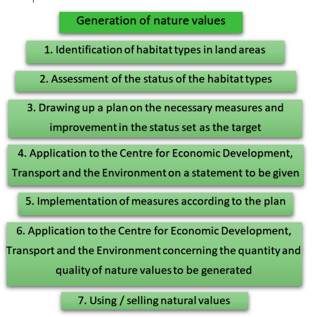 Generation of nature values
1. Identification of habitat types in land areas
2. Assessment of the status of the habitat types
3. Drawing up a plan on the necessary measures and
improvement in the status set as the target
4. Application to the Centre for Economic Development,
Transport and the Environment on a statement to be given
5. Implementation of measures according to the plan
6. Application to the Centre for Economic Development,
Transport and the Environment concerning the quantity and
quality of nature values to be generated
7. Using / selling natural values